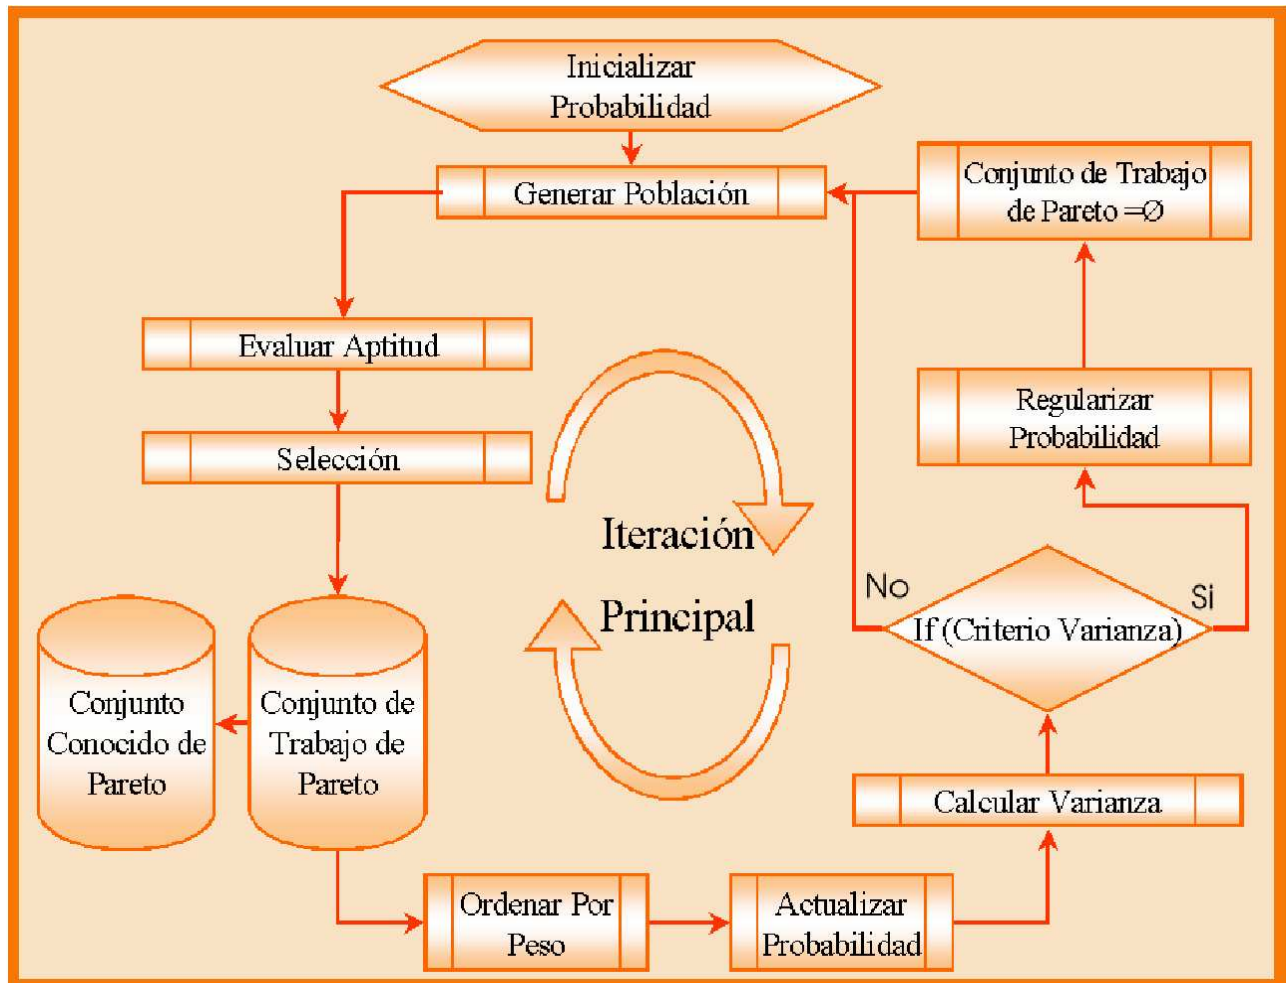 Inicializar
Probabilidad
Generar Población
Conjunto de Trabajo
de Pareto =Ø
Evaluar Aptitud
Selección
Regularizar
Probabilidad
Iteración
Principal
No
Si
If (Criterio Varianza)
Conjunto
Conocido de
Pareto
Conjunto de
Trabajo de
Pareto
Calcular Varianza
Ordenar Por
Peso
Actualizar
Probabilidad